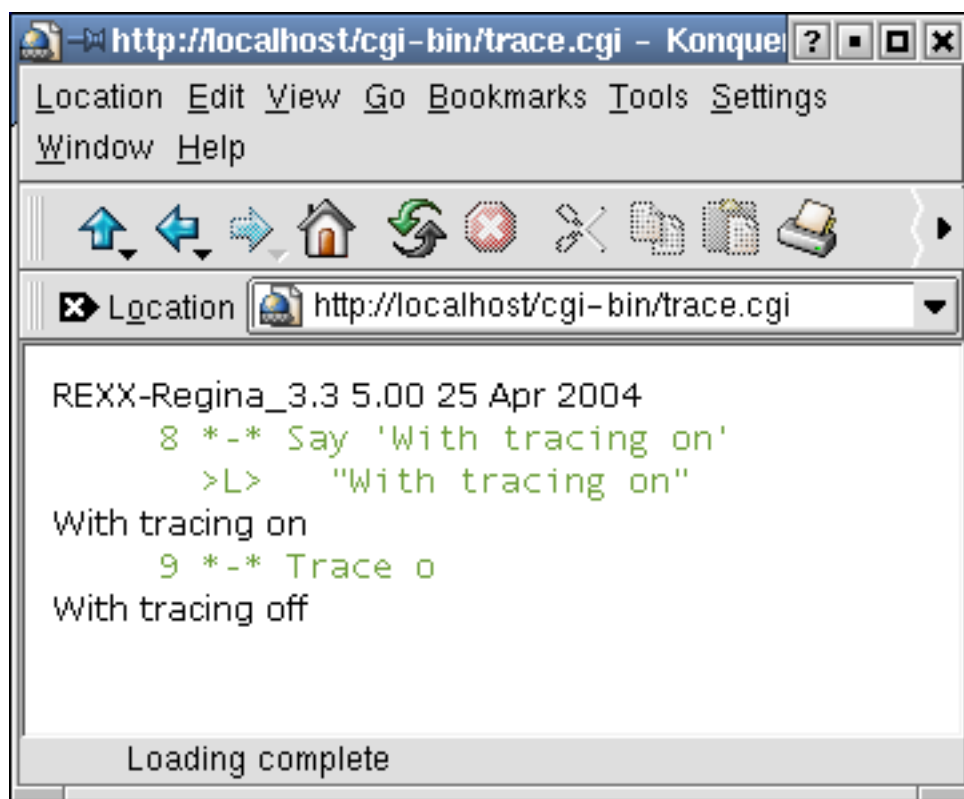 http://localhost/cgi-bin/trace.cgi - Konque
Location Edit View Go Bookmarks Tools Settings
Window Help
Location http://localhost/cgi-bin/trace.cgi
REXX-Regina_3.3 5.00 25 Apr 2004
8 *-* Say 'With tracing on'
>L> "With tracing on"
With tracing on
9 *-* Trace o
With tracing off
Loading complete